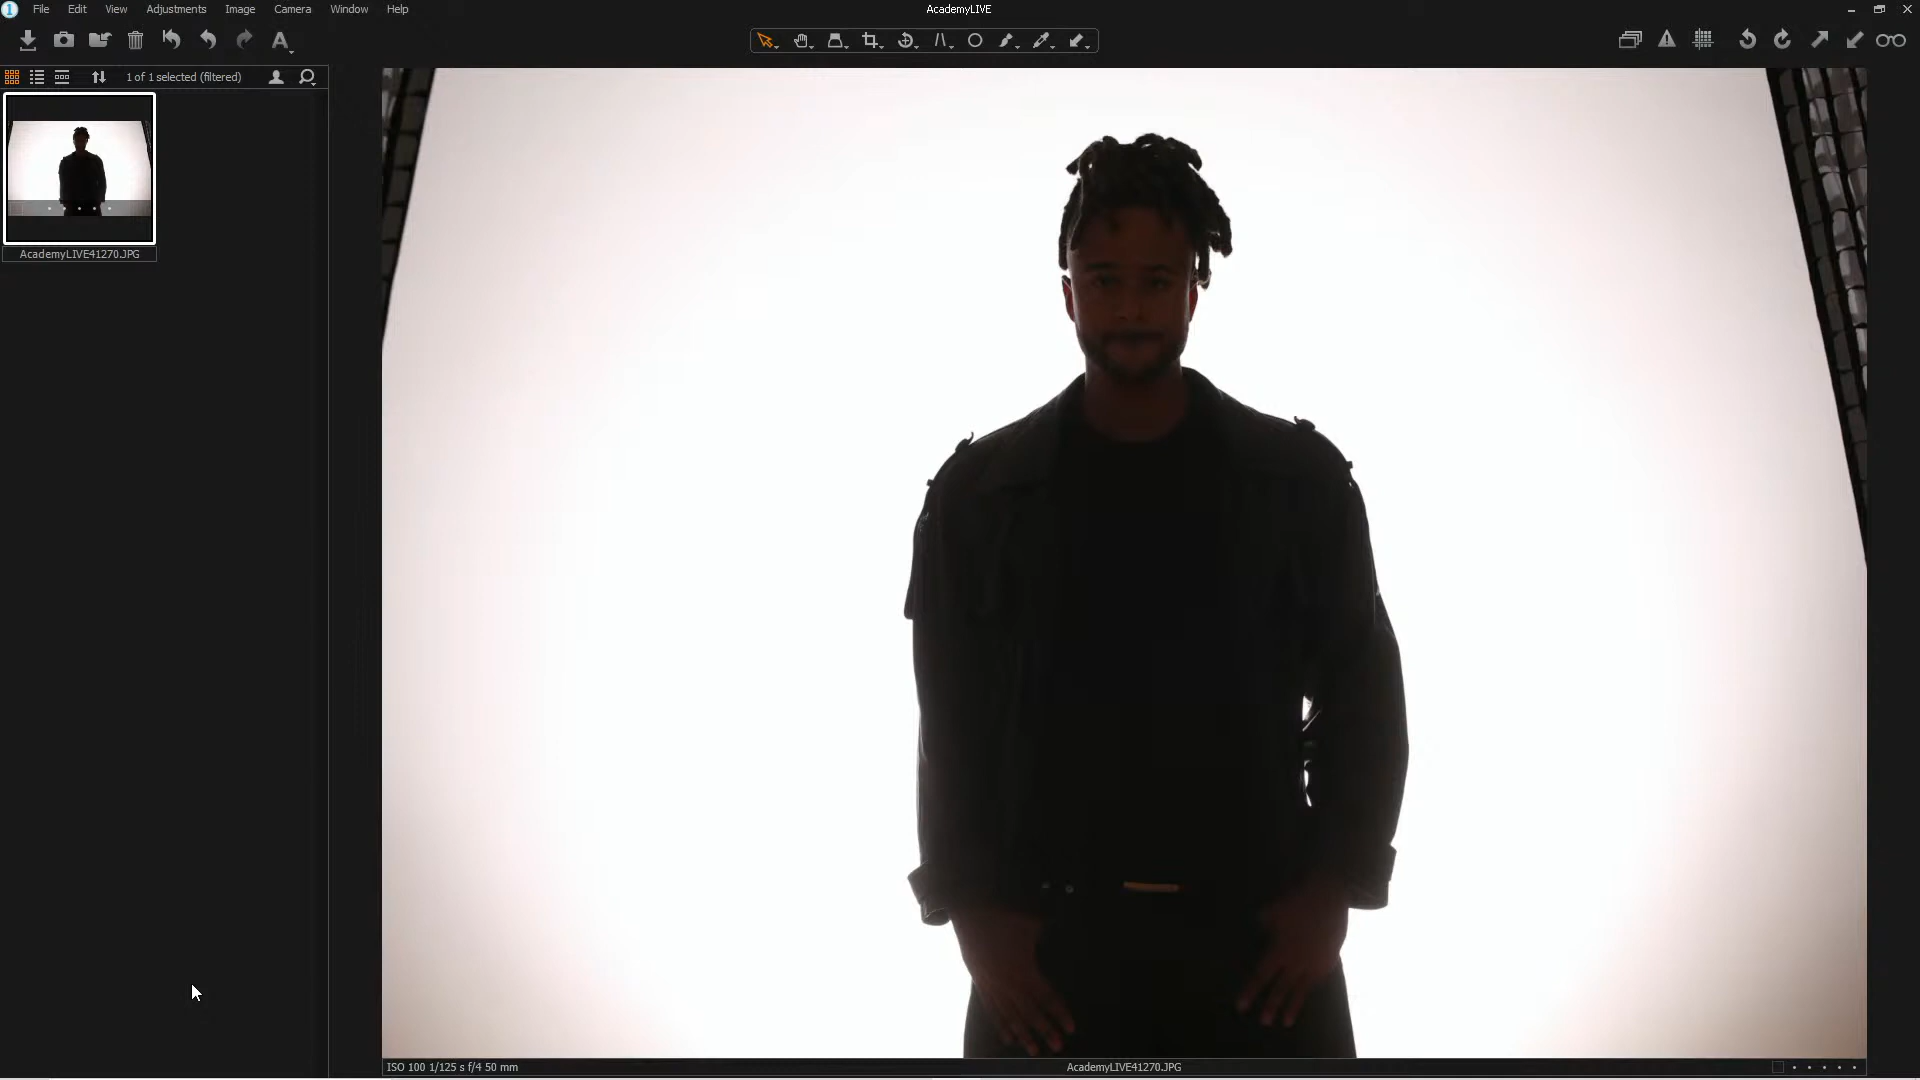 File Edit View Adjustments Image Camera Window Help
AcademyLIVE
1 of 1 selected (filtered)
AcademyLIVE41270.JPG
ISO 100 1/125 s f/4 50 mm
AcademyLIVE41270.JPG